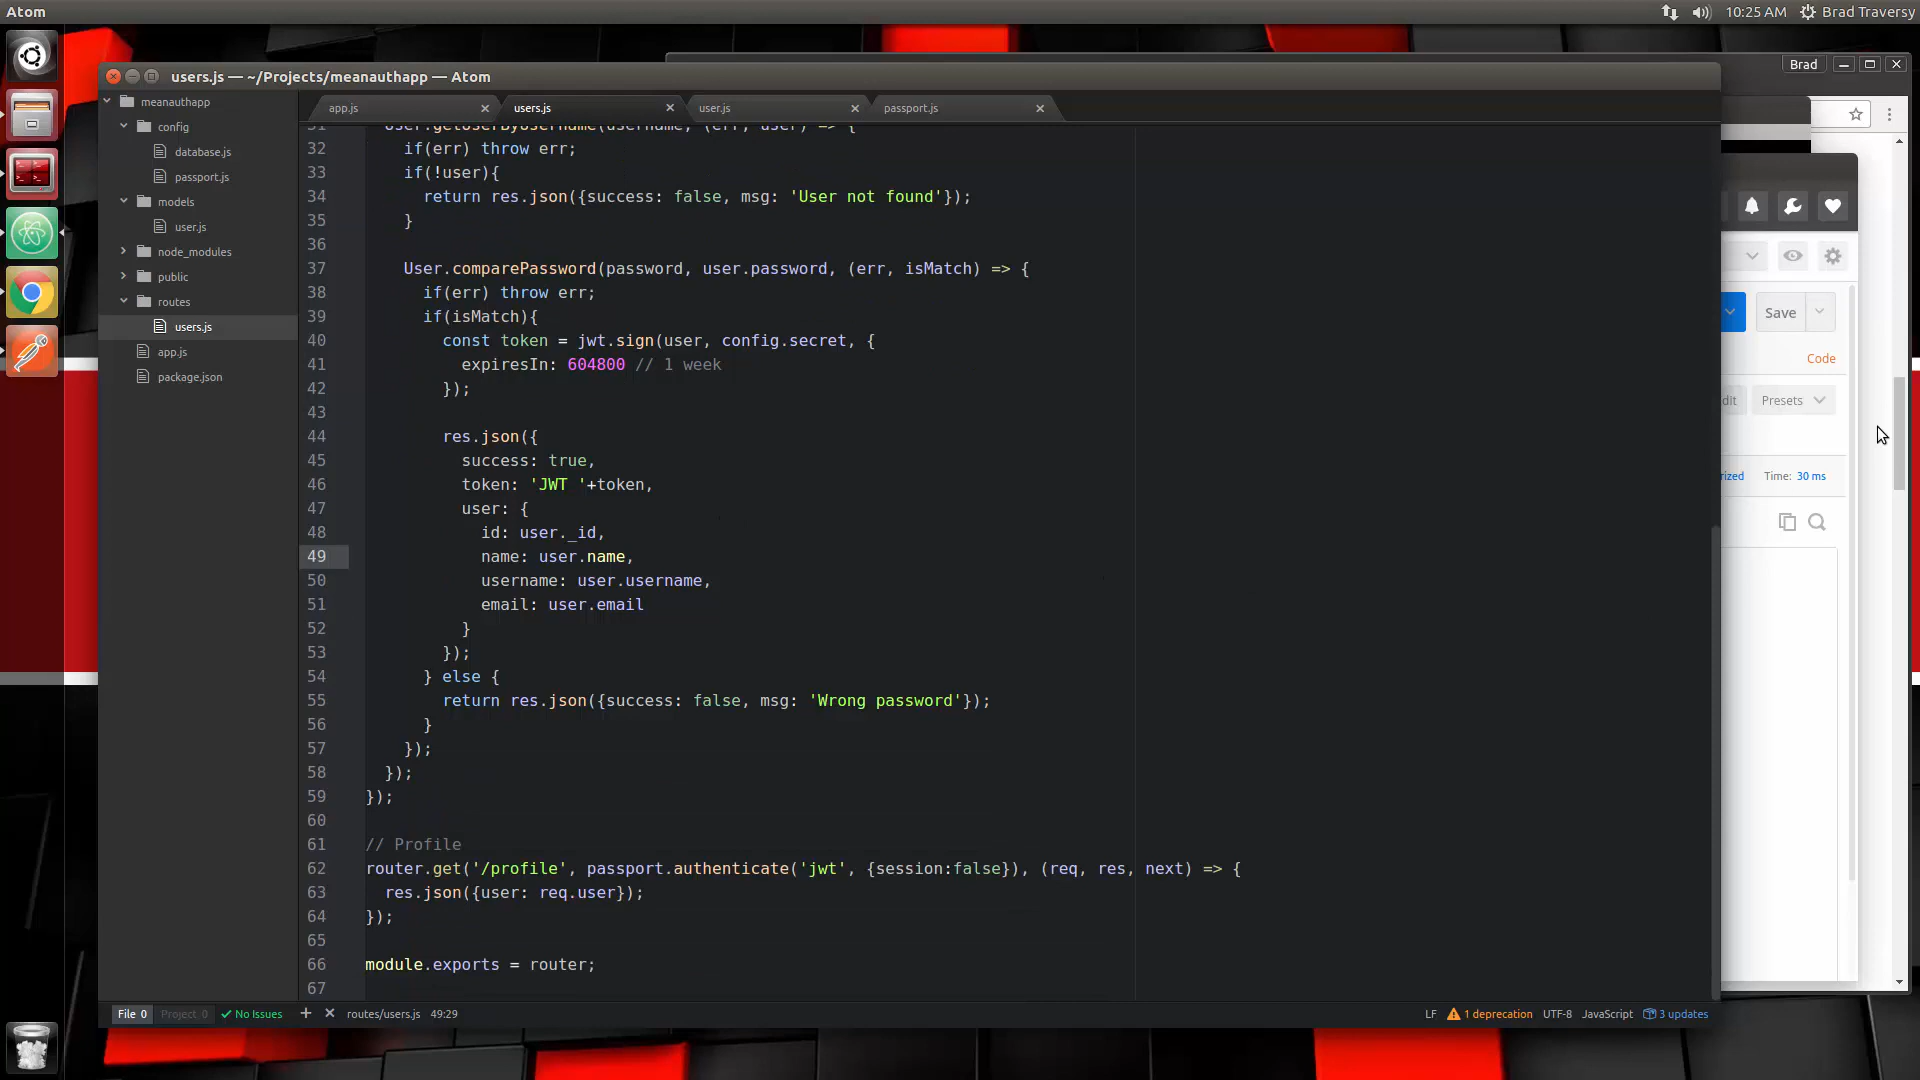 Atom
10:25 AM
Brad Traversy
Brad
users.js — ~/Projects/meanauthapp — Atom
meanauthapp
config
database.js
passport.js
models
user.js
node_modules
public
routes
users.js
app.js
package.json
app.js
users.js
user.js
passport.js
31 User.getUserByUsername(username, (err, user) => {
32 if(err) throw err;
33 if(!user){
34 return res.json({success: false, msg: 'User not found'});
35 }
36
37 User.comparePassword(password, user.password, (err, isMatch) => {
38 if(err) throw err;
39 if(isMatch){
40 const token = jwt.sign(user, config.secret, {
41 expiresIn: 604800 // 1 week
42 });
43
44 res.json({
45 success: true,
46 token: 'JWT '+token,
47 user: {
48 id: user._id,
49 name: user.name,
50 username: user.username,
51 email: user.email
52 }
53 });
54 } else {
55 return res.json({success: false, msg: 'Wrong password'});
56 }
57 });
58 });
59 });
60
61 // Profile
62 router.get('/profile', passport.authenticate('jwt', {session:false}), (req, res, next) => {
63 res.json({user: req.user});
64 });
65
66 module.exports = router;
67
Save
Code
dit
Presets
rized
Time: 30 ms
File 0
Project 0
No Issues
routes/users.js
49:29
LF
1 deprecation
UTF-8
JavaScript
3 updates